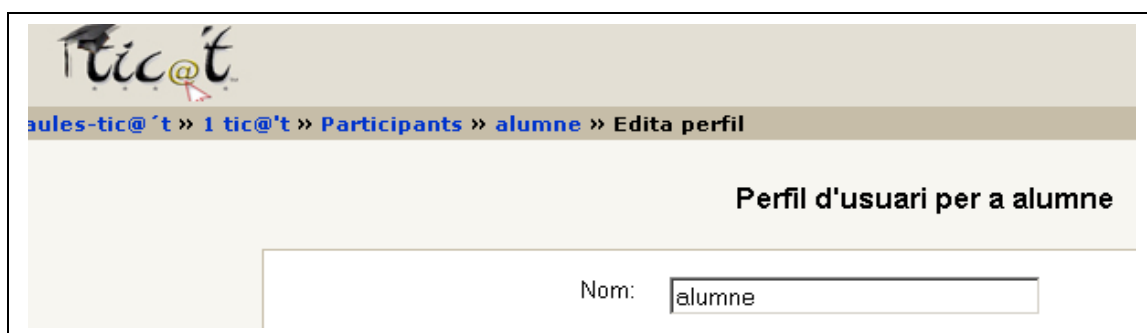 tic@t
aules-tic@´t » 1 tic@'t » Participants » alumne » Edita perfil
Perfil d'usuari per a alumne
Nom: alumne